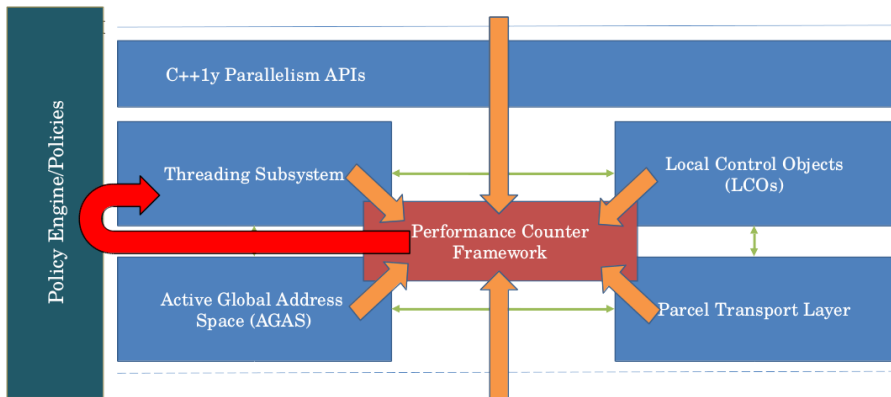 Policy Engine/Policies
C++1y Parallelism APIs
Threading Subsystem
Local Control Objects
(LCOs)
Performance Counter
Framework
Active Global Address
Space (AGAS)
Parcel Transport Layer